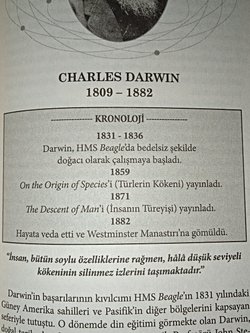 CHARLES DARWIN
1809 – 1882
KRONOLOJİ
1831 - 1836
Darwin, HMS Beagle'da bedelsiz şekilde
doğacı olarak çalışmaya başladı.
1859
On the Origin of Species'i (Türlerin Kökeni) yayınladı.
1871
The Descent of Man'i (İnsanın Türeyişi) yayınladı.
1882
Hayata veda etti ve Westminster Manastırı'na gömüldü.
"İnsan, bütün soylu özelliklerine rağmen, hâlâ düşük seviyeli
kökeninin silinmez izlerini taşımaktadır."
Darwin'in başarılarının kıvılcımı HMS Beagle'ın 1831 yılındaki
Güney Amerika sahilleri ve Pasifik'in diğer bölgelerini kapsayan
seferiyle tutuştu. O dönemde din eğitimi görmekte olan Darwin